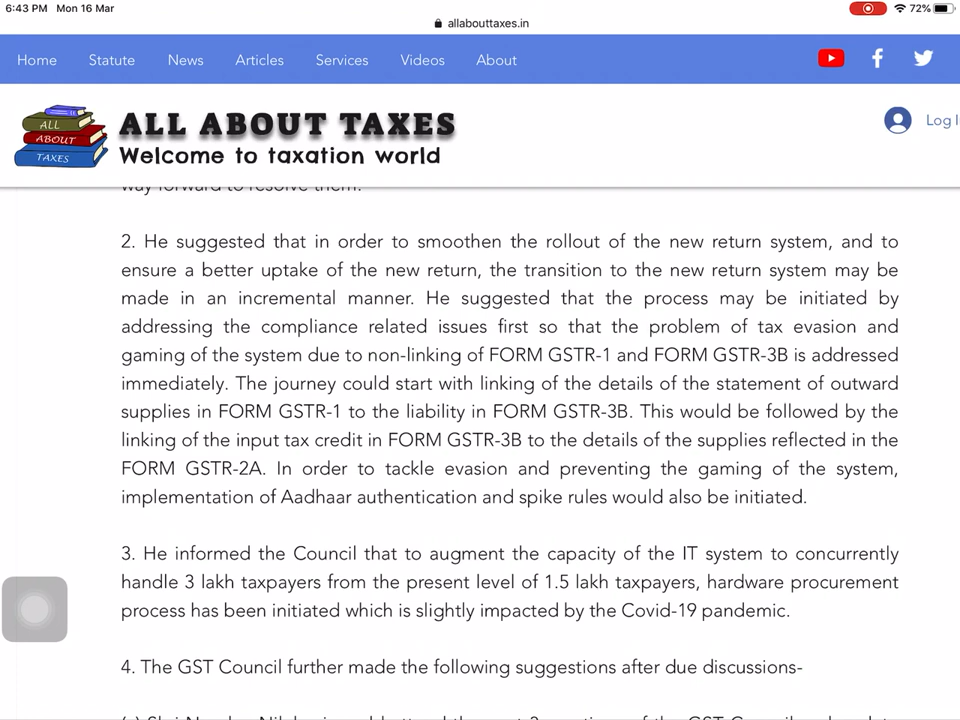 6:43 PM Mon 16 Mar
72%
allabouttaxes.in
Home Statute News Articles Services Videos About
ALL ABOUT TAXES
ALL ABOUT TAXES
Welcome to taxation world
Log I
way forward to resolve them.
2. He suggested that in order to smoothen the rollout of the new return system, and to
ensure a better uptake of the new return, the transition to the new return system may be
made in an incremental manner. He suggested that the process may be initiated by
addressing the compliance related issues first so that the problem of tax evasion and
gaming of the system due to non-linking of FORM GSTR-1 and FORM GSTR-3B is addressed
immediately. The journey could start with linking of the details of the statement of outward
supplies in FORM GSTR-1 to the liability in FORM GSTR-3B. This would be followed by the
linking of the input tax credit in FORM GSTR-3B to the details of the supplies reflected in the
FORM GSTR-2A. In order to tackle evasion and preventing the gaming of the system,
implementation of Aadhaar authentication and spike rules would also be initiated.
3. He informed the Council that to augment the capacity of the IT system to concurrently
handle 3 lakh taxpayers from the present level of 1.5 lakh taxpayers, hardware procurement
process has been initiated which is slightly impacted by the Covid-19 pandemic.
4. The GST Council further made the following suggestions after due discussions-